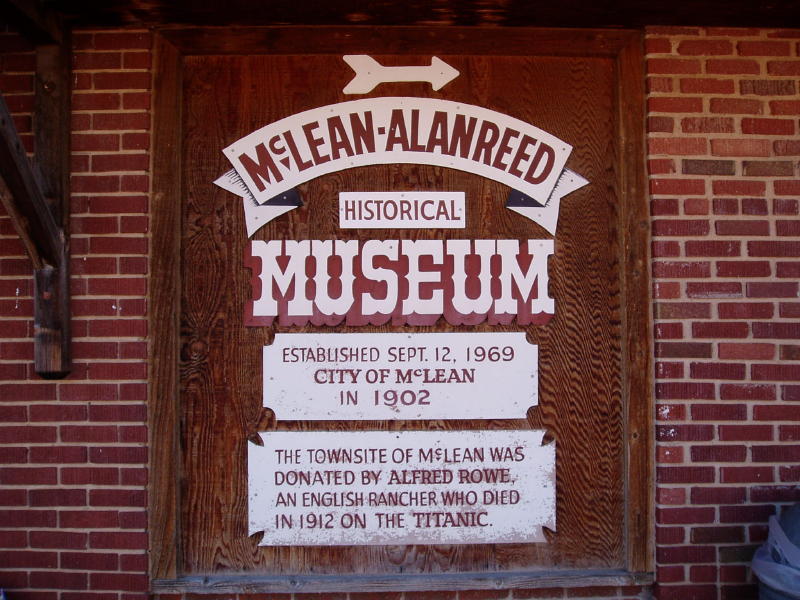 McLEAN-ALANREED
HISTORICAL
MUSEUM
ESTABLISHED SEPT. 12, 1969
CITY OF McLEAN
IN 1902
THE TOWNSITE OF McLEAN WAS
DONATED BY ALFRED ROWE,
AN ENGLISH RANCHER WHO DIED
IN 1912 ON THE TITANIC.